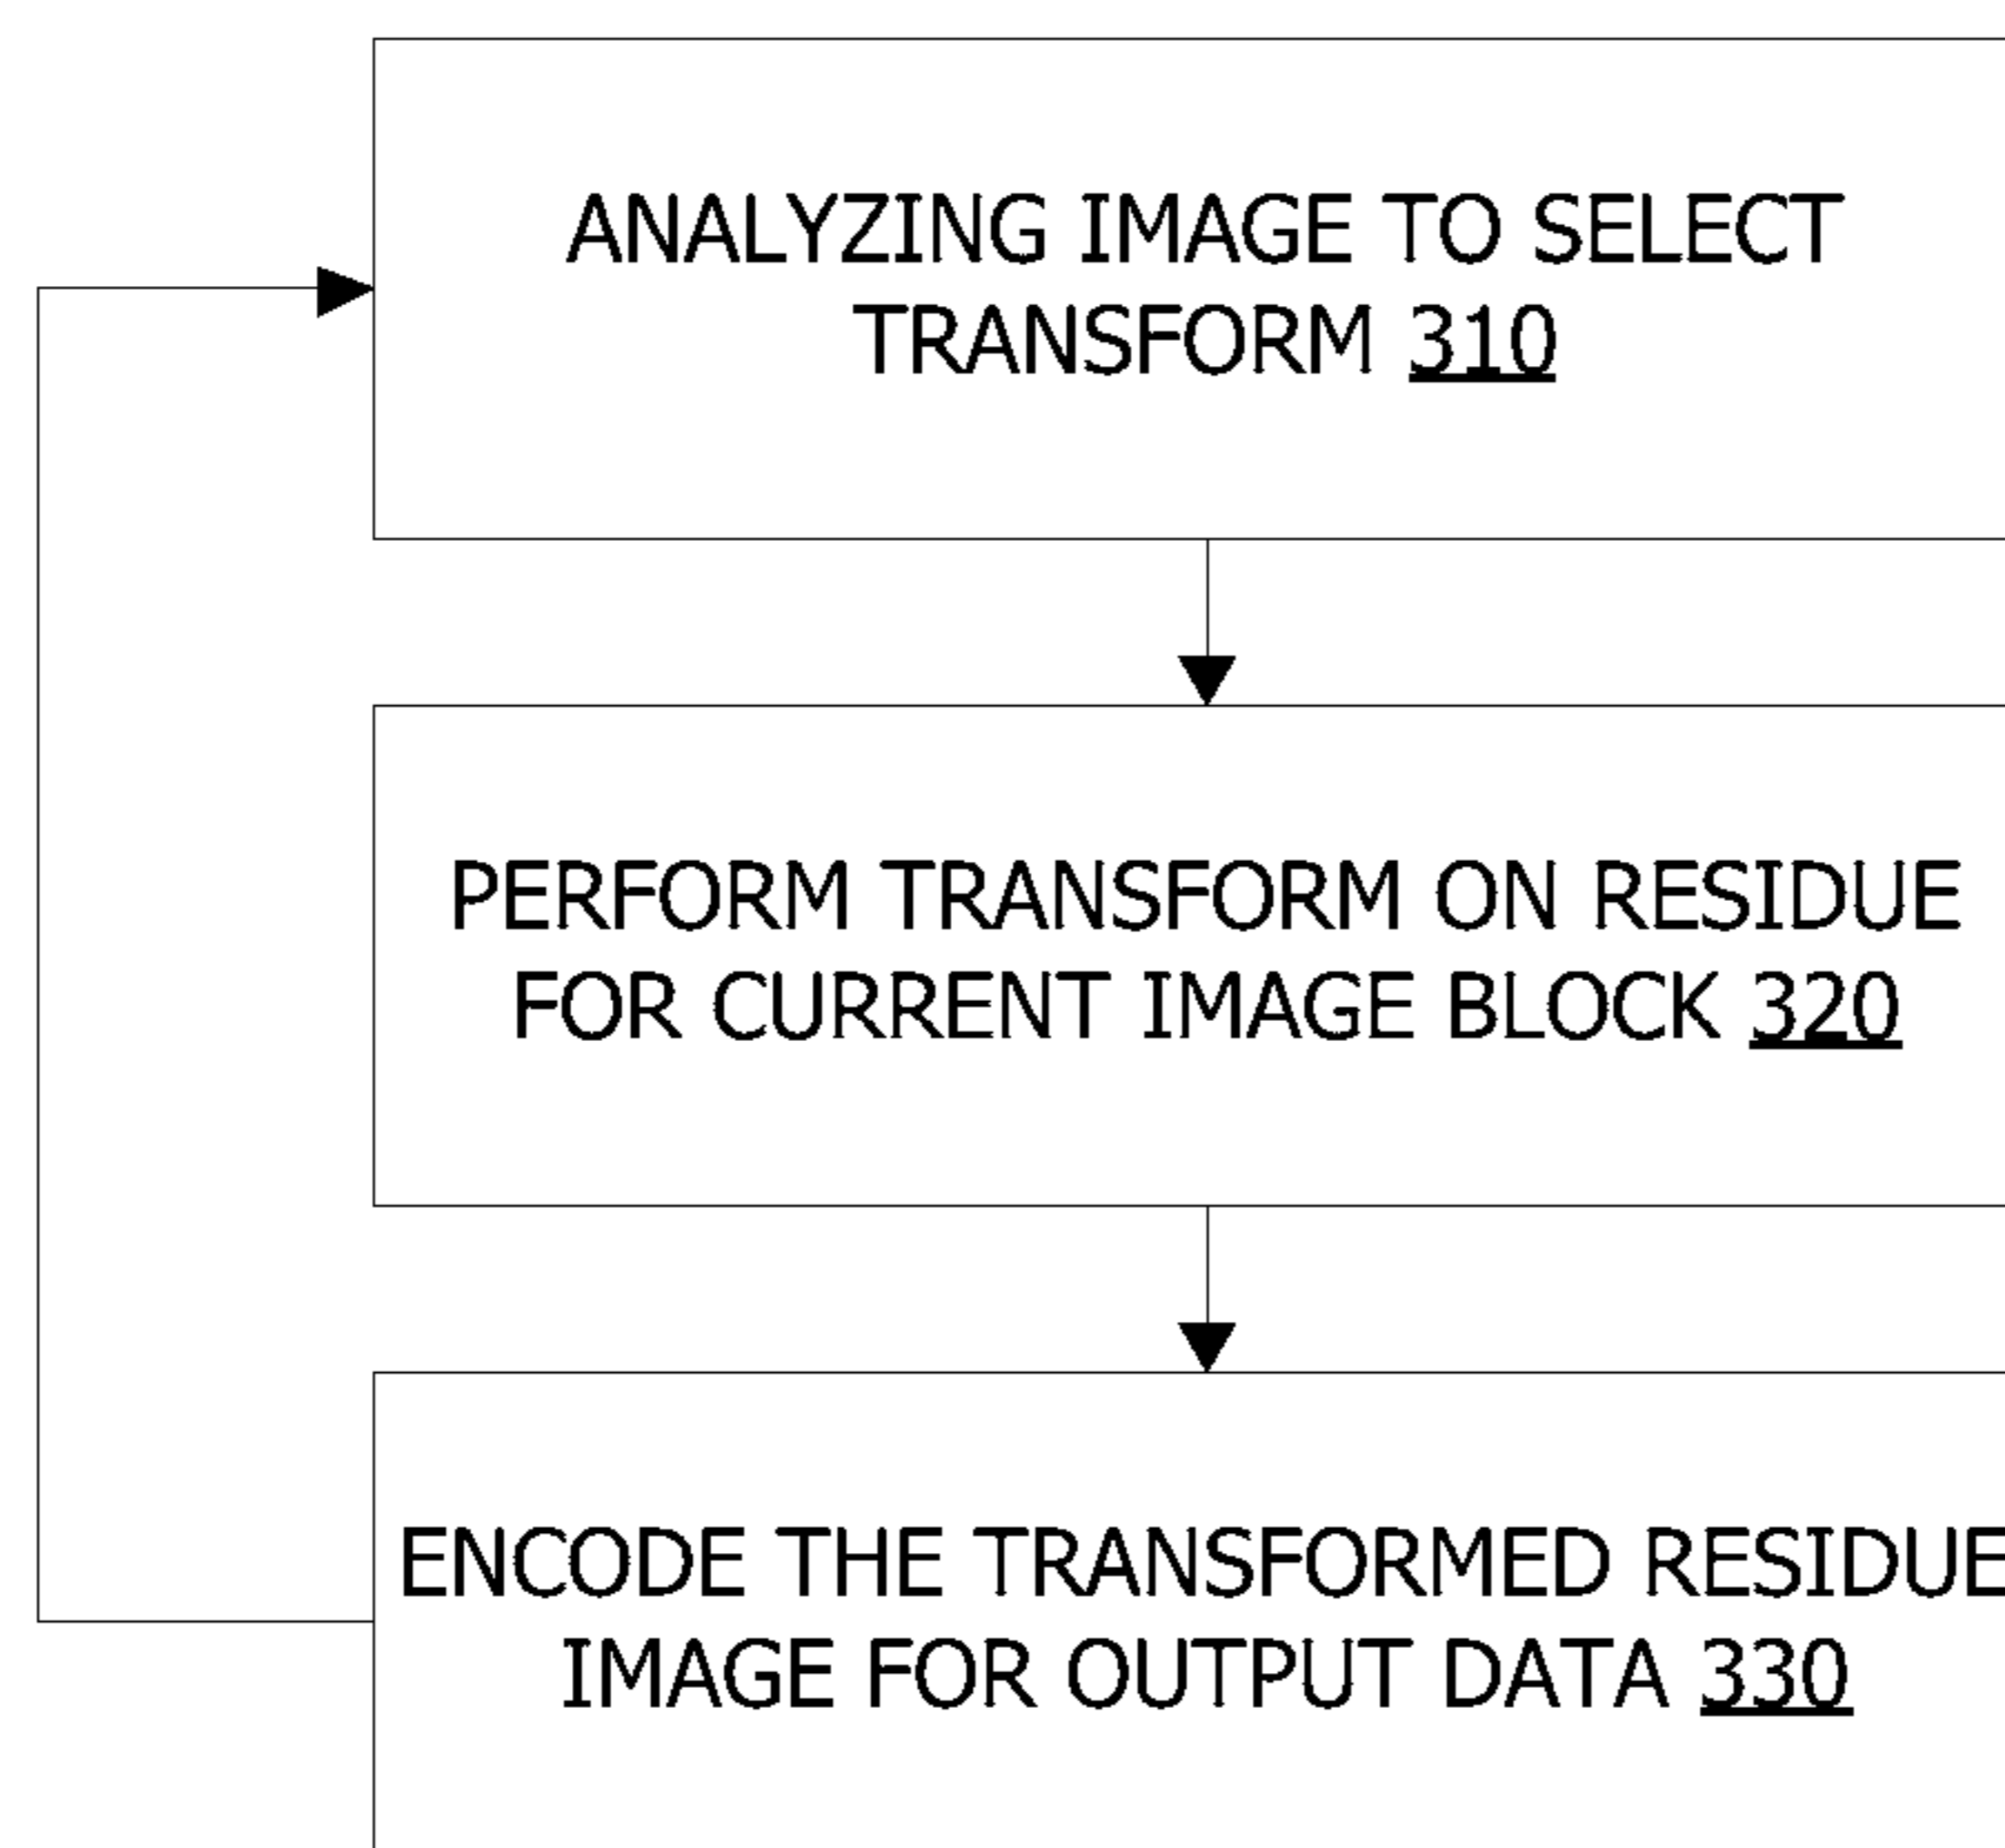 ANALYZING IMAGE TO SELECT
TRANSFORM 310
PERFORM TRANSFORM ON RESIDUE
FOR CURRENT IMAGE BLOCK 320
ENCODE THE TRANSFORMED RESIDUE
IMAGE FOR OUTPUT DATA 330